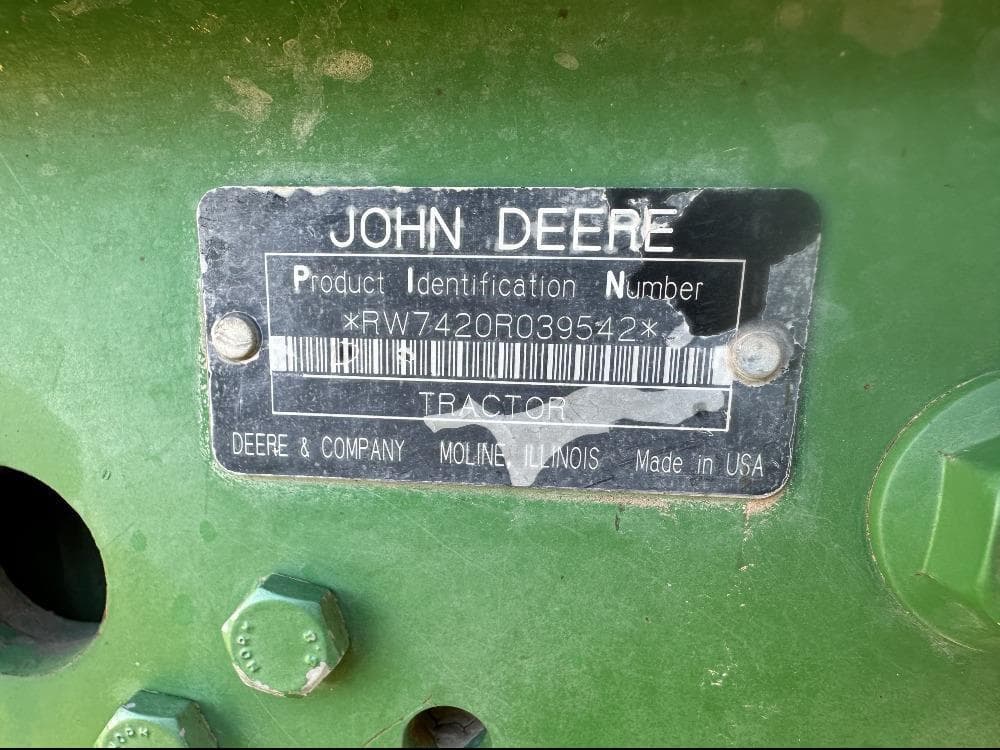 JOHN DEERE
Product Identification Number
*RW7420R039542*
TRACTOR
DEERE & COMPANY MOLINE ILLINOIS Made in USA